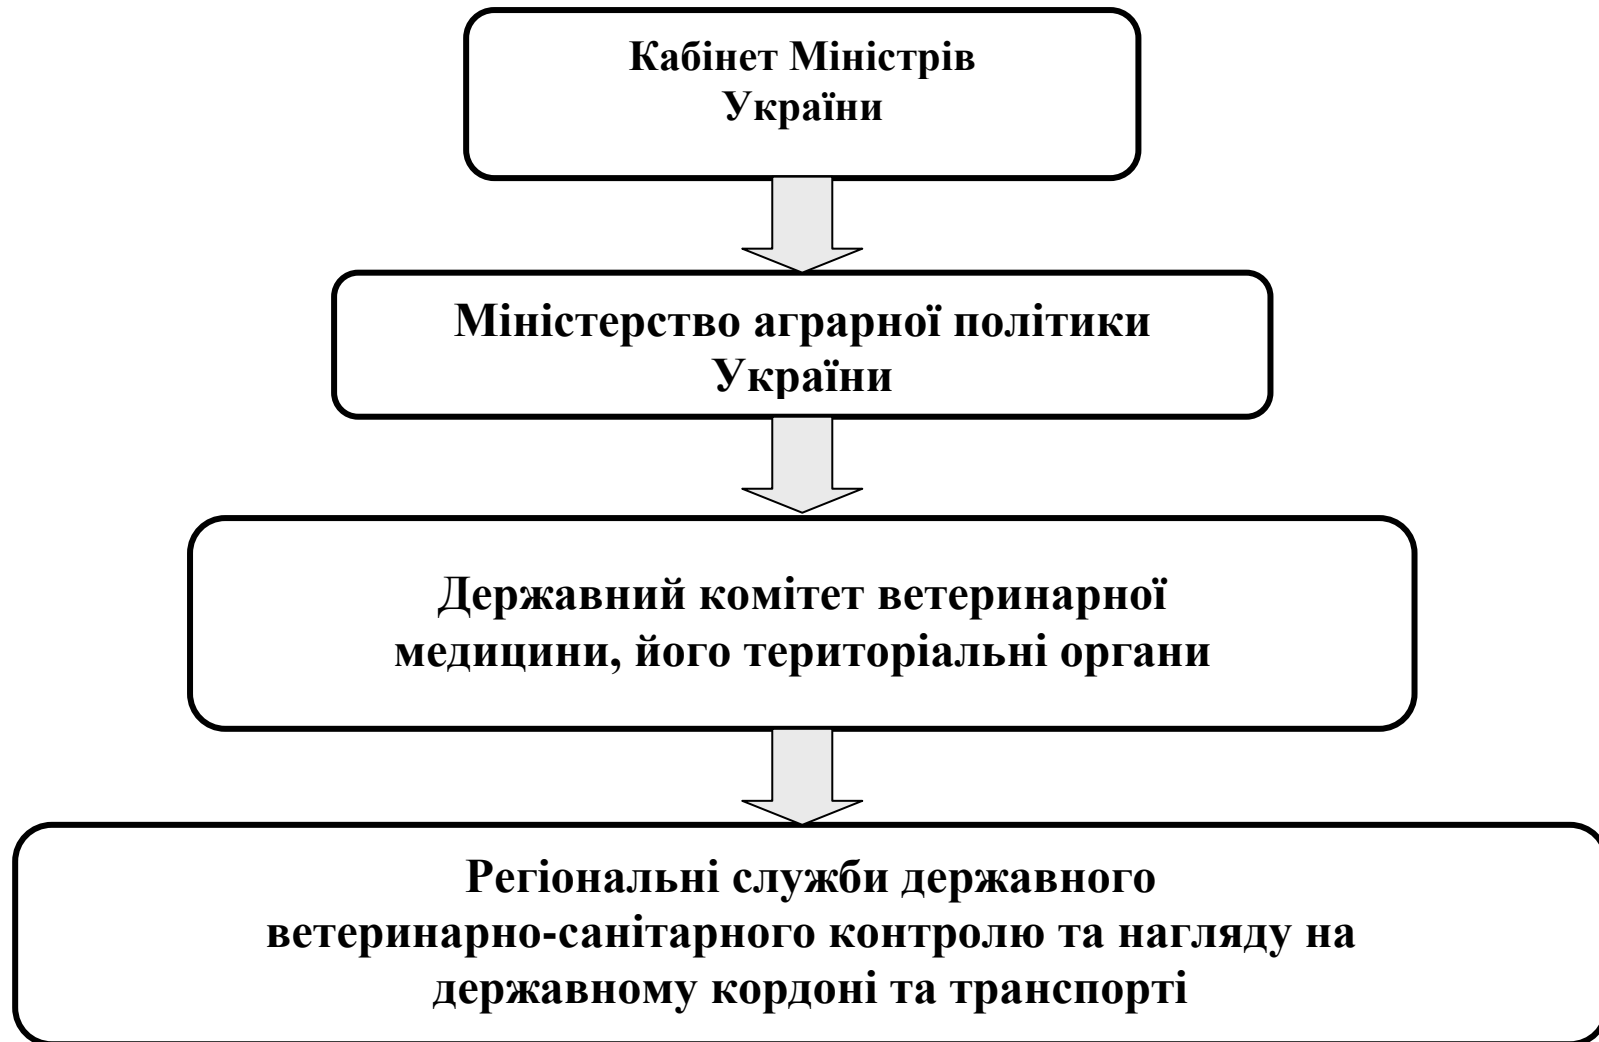 Кабінет Міністрів
України
Міністерство аграрної політики
України
Державний комітет ветеринарної
медицини, його територіальні органи
Регіональні служби державного
ветеринарно-санітарного контролю та нагляду на
державному кордоні та транспорті